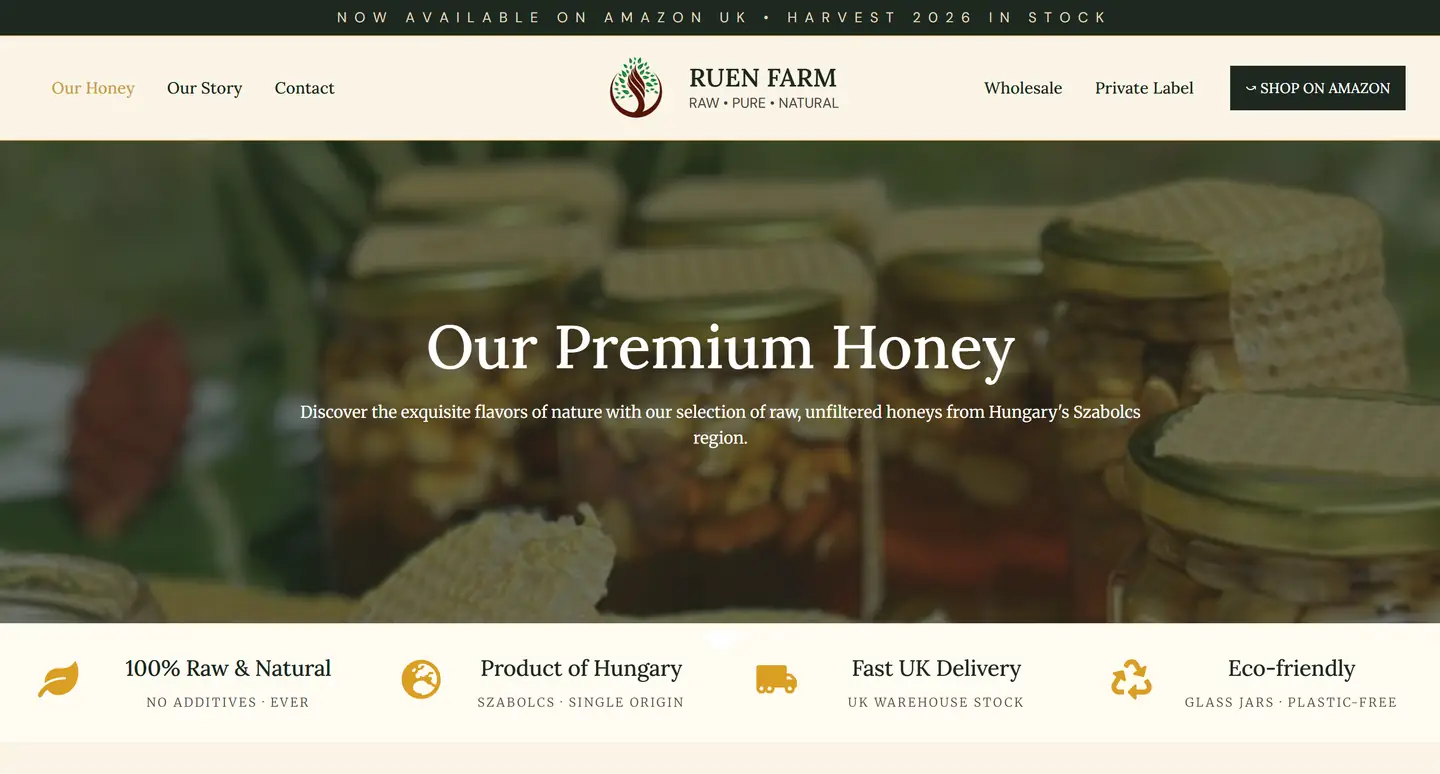 NOW AVAILABLE ON AMAZON UK • HARVEST 2026 IN STOCK
Our Honey
Our Story
Contact
RUEN FARM
RAW • PURE • NATURAL
Wholesale
Private Label
⤳ SHOP ON AMAZON
Our Premium Honey
Discover the exquisite flavors of nature with our selection of raw, unfiltered honeys from Hungary's Szabolcs
region.
100% Raw & Natural
NO ADDITIVES · EVER
Product of Hungary
SZABOLCS · SINGLE ORIGIN
Fast UK Delivery
UK WAREHOUSE STOCK
Eco-friendly
GLASS JARS · PLASTIC-FREE